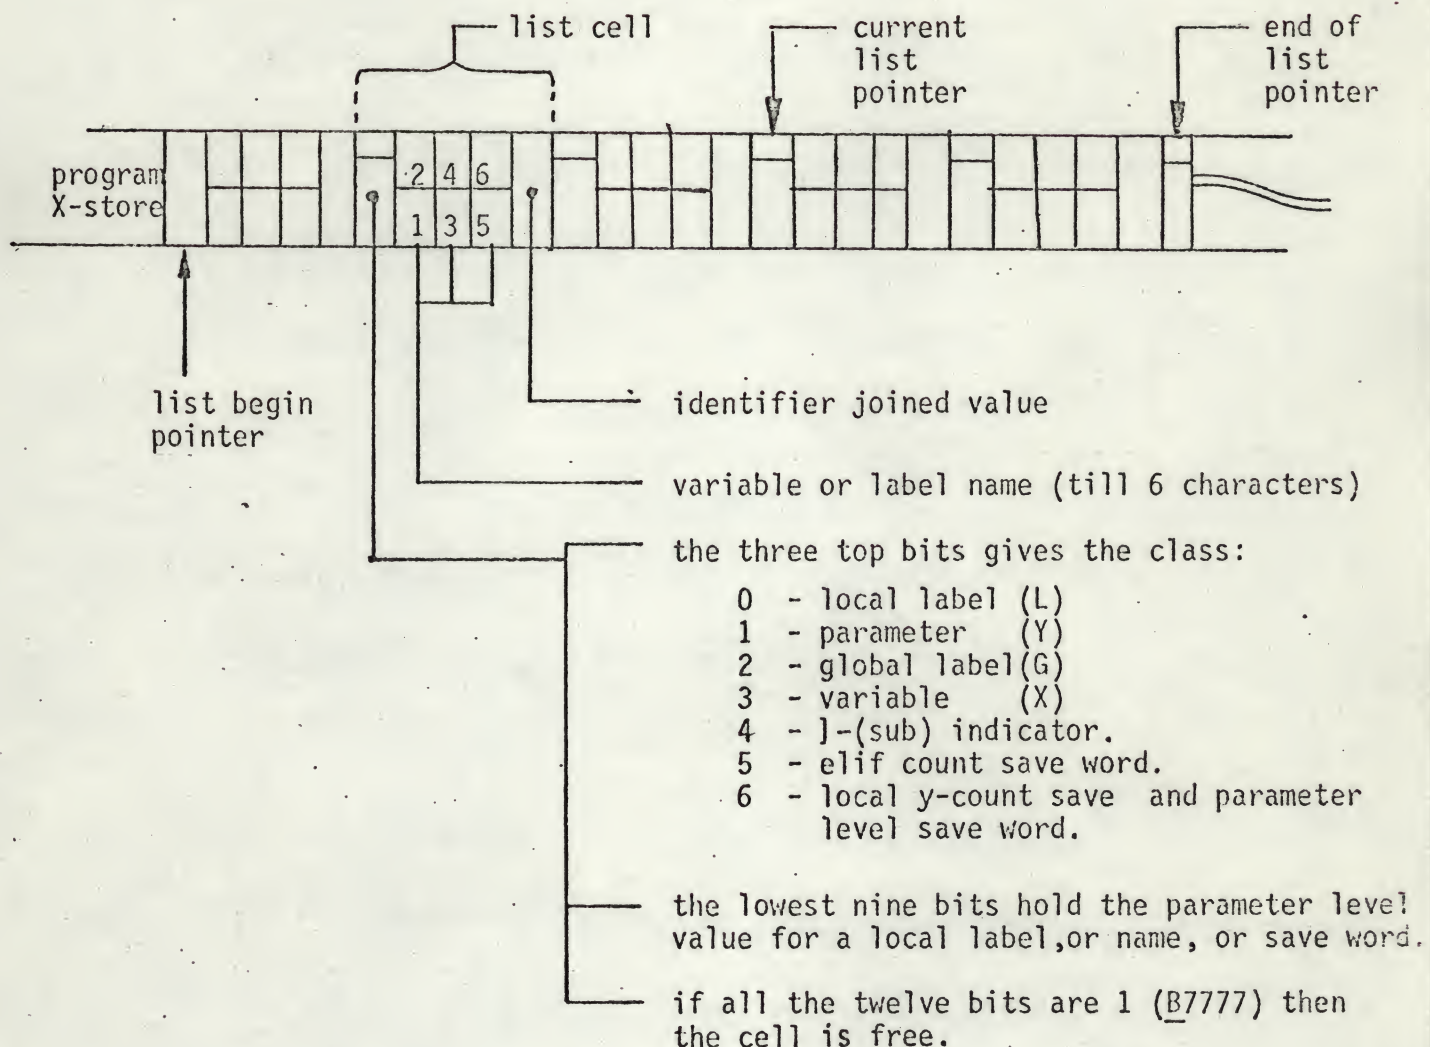 list cell
current
list
pointer
end of
list
pointer
program
X-store
2 4 6
1 3 5
list begin
pointer
identifier joined value
variable or label name (till 6 characters)
the three top bits gives the class:
0 - local label (L)
1 - parameter (Y)
2 - global label(G)
3 - variable (X)
4 - ]-(sub) indicator.
5 - elif count save word.
6 - local y-count save and parameter
level save word.
the lowest nine bits hold the parameter level
value for a local label,or name, or save word.
if all the twelve bits are 1 (B7777) then
the cell is free.